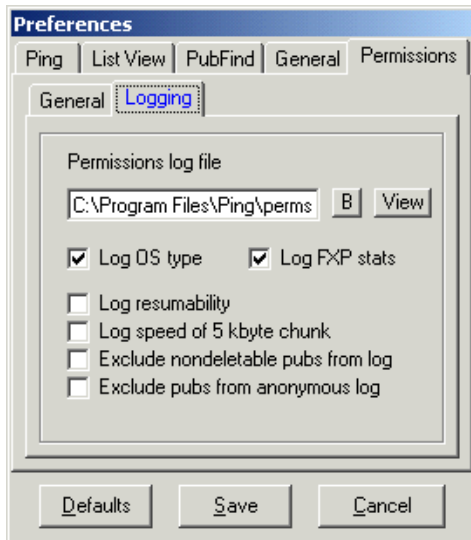 Preferences
Ping List View PubFind General Permissions
General Logging
Permissions log file
C:\Program Files\Ping\perms B View
Log OS type Log FXP stats
Log resumability
Log speed of 5 kbyte chunk
Exclude nondeletable pubs from log
Exclude pubs from anonymous log
Defaults Save Cancel